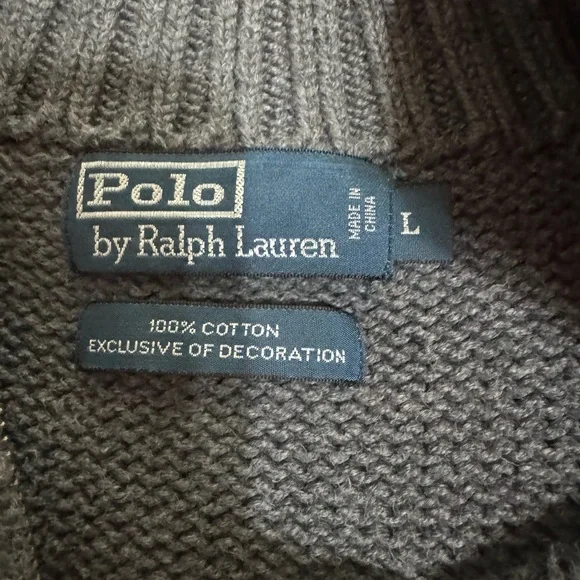 Polo
by Ralph Lauren
MADE IN
CHINA
L
100% COTTON
EXCLUSIVE OF DECORATION